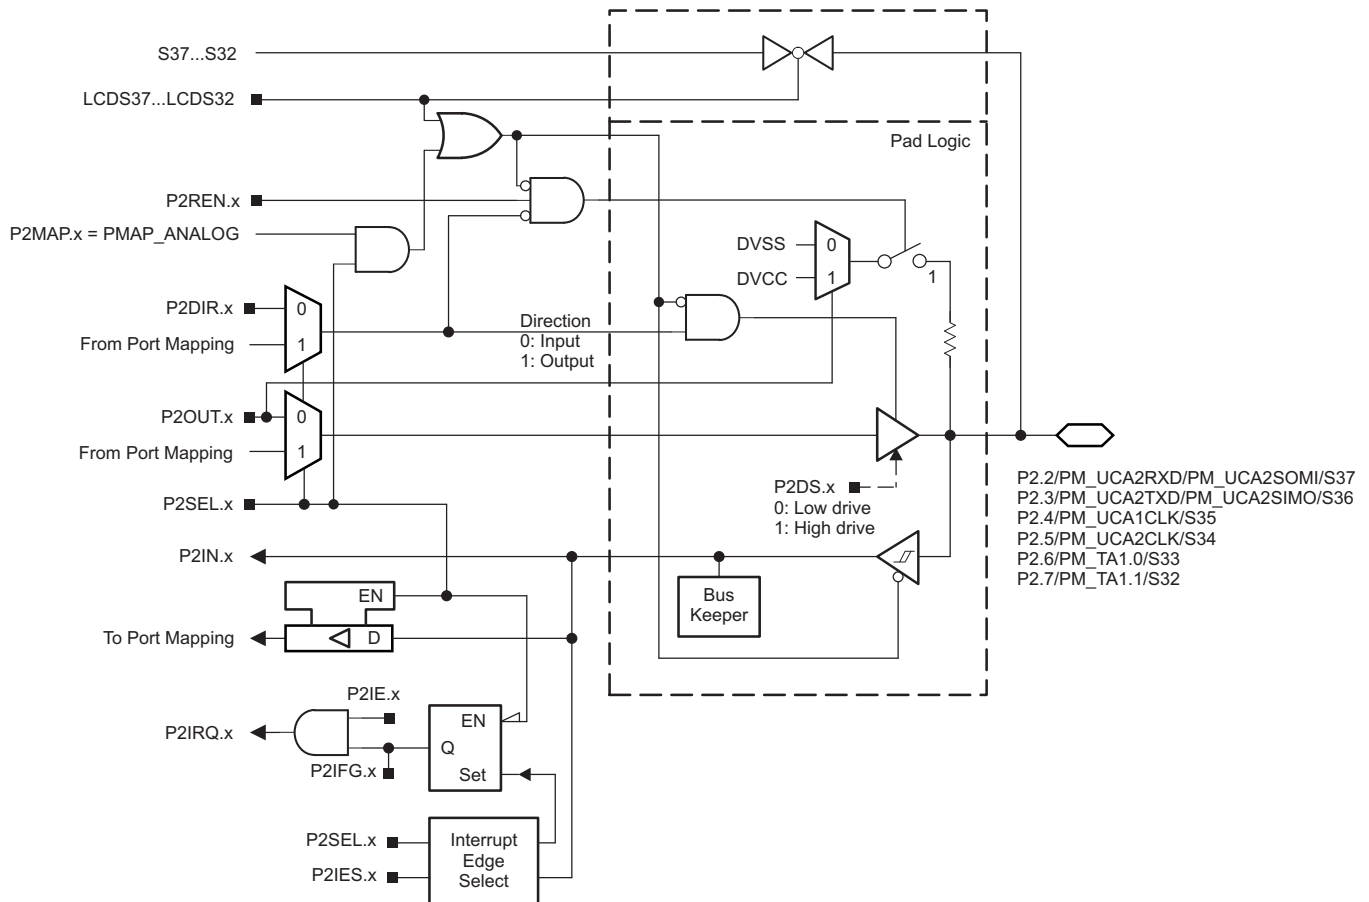 S37...S32
LCDS37...LCDS32
Pad Logic
P2REN.x
P2MAP.x = PMAP_ANALOG
DVSS
0
DVCC
1
1
P2DIR.x
0
From Port Mapping
1
Direction
0: Input
1: Output
P2OUT.x
0
From Port Mapping
1
P2SEL.x
P2DS.x
0: Low drive
1: High drive
P2.2/PM_UCA2RXD/PM_UCA2SOMI/S37
P2.3/PM_UCA2TXD/PM_UCA2SIMO/S36
P2.4/PM_UCA1CLK/S35
P2.5/PM_UCA2CLK/S34
P2.6/PM_TA1.0/S33
P2.7/PM_TA1.1/S32
P2IN.x
Bus
Keeper
EN
To Port Mapping
D
P2IE.x
EN
P2IRQ.x
Q
P2IFG.x
Set
P2SEL.x
P2IES.x
Interrupt
Edge
Select